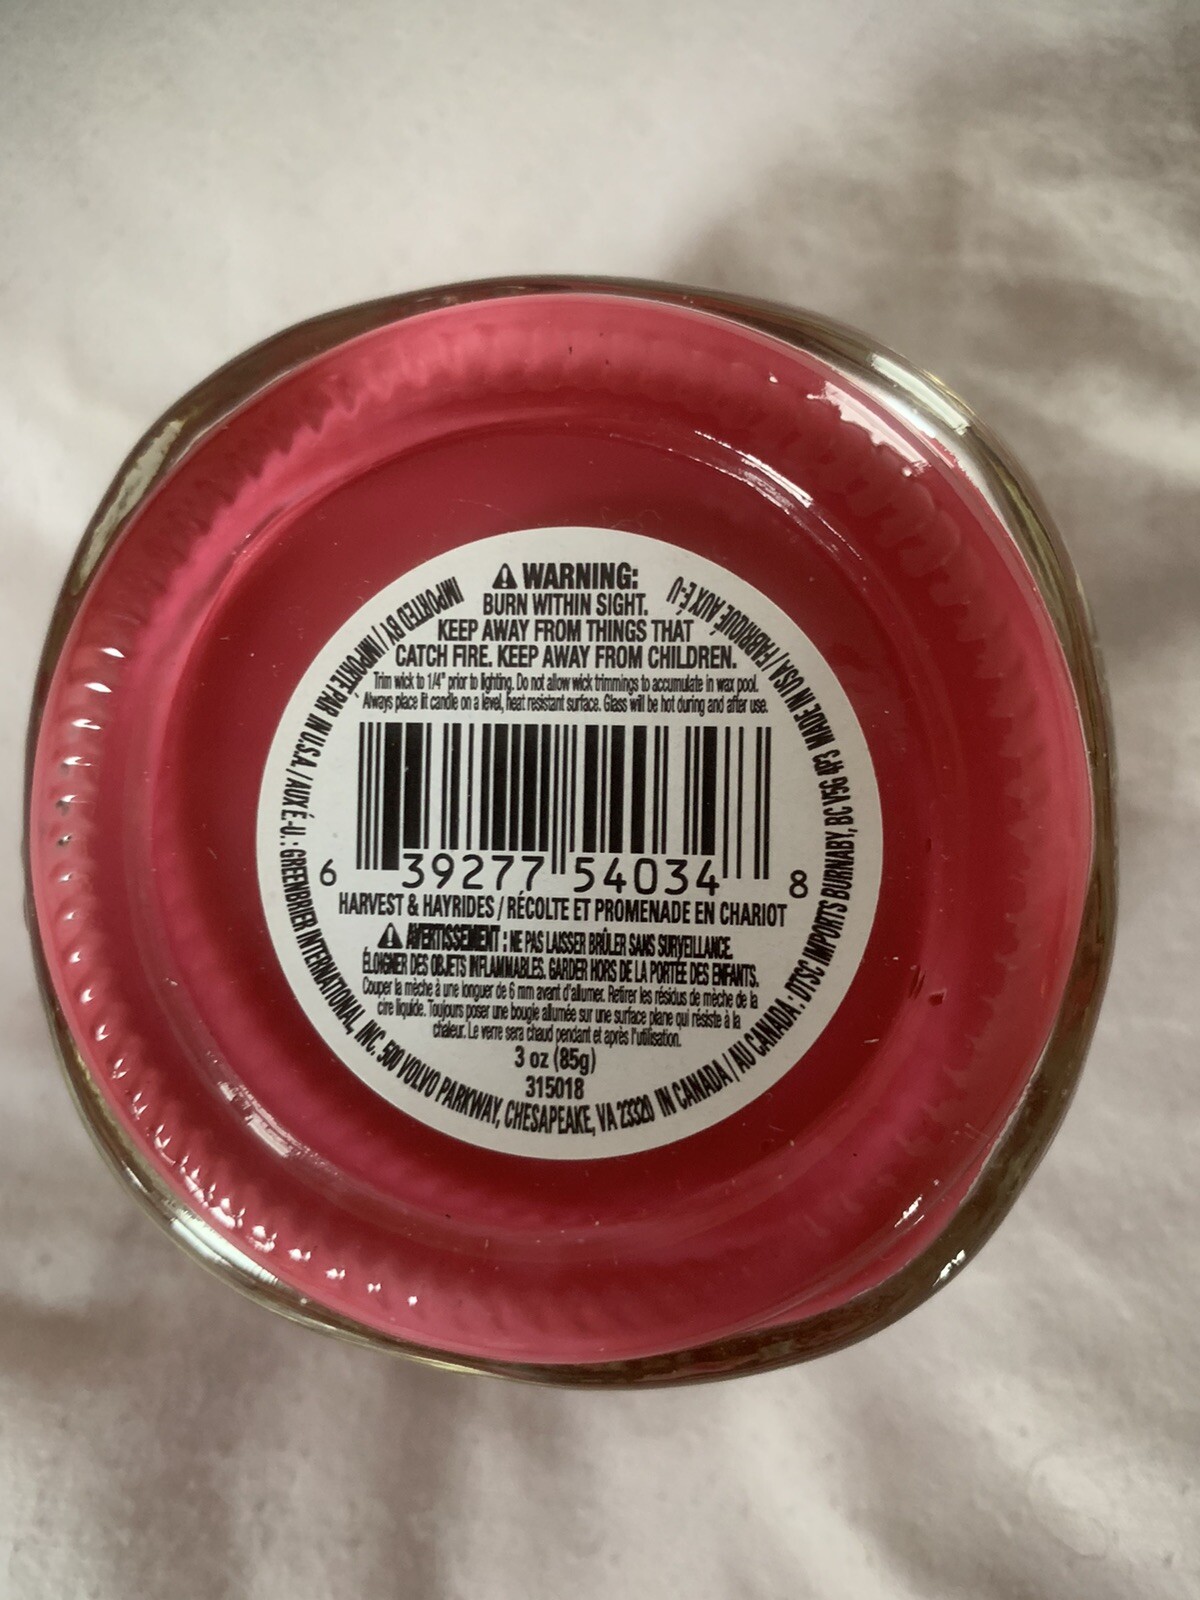 ⚠ WARNING:
BURN WITHIN SIGHT.
KEEP AWAY FROM THINGS THAT
CATCH FIRE. KEEP AWAY FROM CHILDREN.
Trim wick to 1/4" prior to lighting. Do not allow wick trimmings to accumulate in wax pool.
Always place lit candle on a level, heat resistant surface. Glass will be hot during and after use.
6 39277 54034 8
HARVEST & HAYRIDES / RÉCOLTE ET PROMENADE EN CHARIOT
⚠ AVERTISSEMENT : NE PAS LAISSER BRÛLER SANS SURVEILLANCE.
ÉLOIGNER DES OBJETS INFLAMMABLES. GARDER HORS DE LA PORTÉE DES ENFANTS.
Couper la mèche à une longuer de 6 mm avant d'allumer. Retirer les résidus de mèche de la
cire liquide. Toujours poser une bougie allumée sur une surface plane qui résiste à la
chaleur. Le verre sera chaud pendant et après l'utilisation.
3 oz (85g)
315018
IMPORTED BY / IMPORTÉ PAR IN U.S.A. / AUX É.-U. : GREENBRIER INTERNATIONAL, INC. 500 VOLVO PARKWAY, CHESAPEAKE, VA 23320 IN CANADA / AU CANADA : DTSC IMPORTS BURNABY, BC V5G 4P3 MADE IN USA / FABRIQUÉ AUX É-U